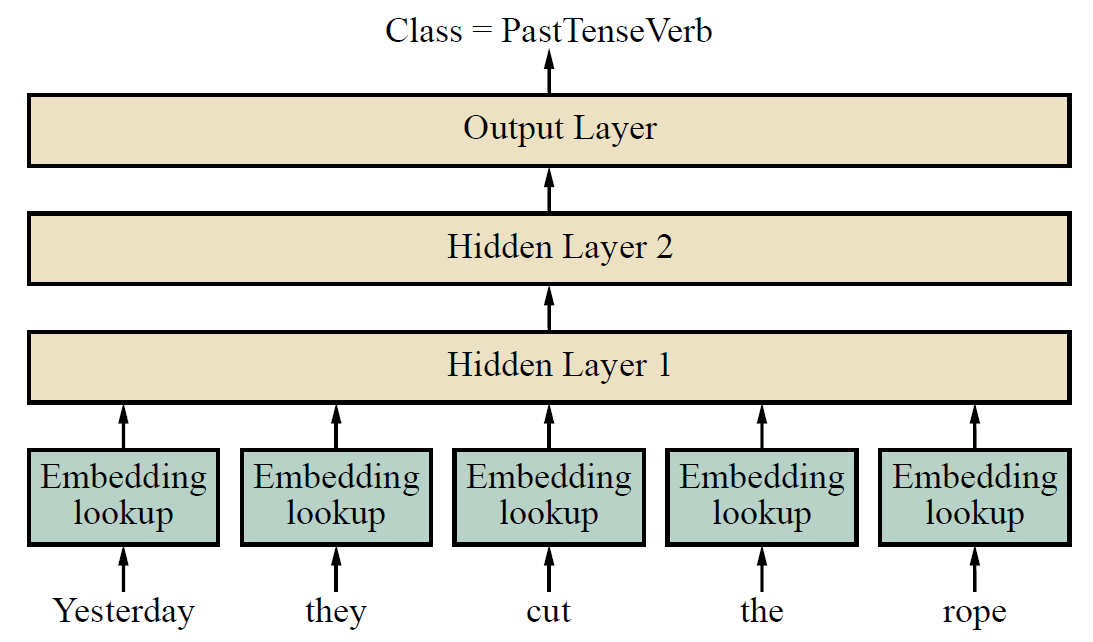 Class = PastTenseVerb
Output Layer
Hidden Layer 2
Hidden Layer 1
Embedding lookup Embedding lookup Embedding lookup Embedding lookup Embedding lookup
Yesterday they cut the rope